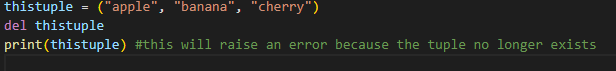 thistuple = ("apple", "banana", "cherry")
del thistuple
print(thistuple) #this will raise an error because the tuple no longer exists